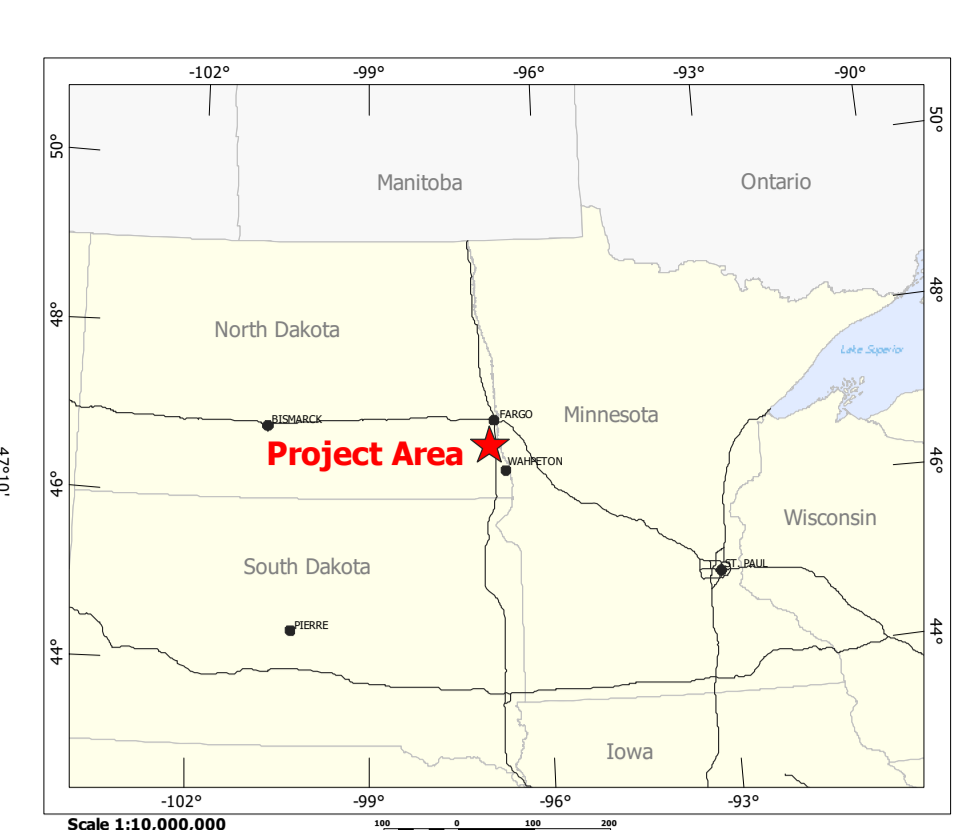 -102° -99° -96° -93° -90°
50° 50°
Manitoba Ontario
48° 48°
North Dakota
Lake Superior
BISMARCK FARGO Minnesota
Project Area WAHPETON
47°10' 46° 46°
Wisconsin
South Dakota ST. PAUL
PIERRE
44° 44°
Iowa
-102° -99° -96° -93°
Scale 1:10,000,000 100 0 100 200